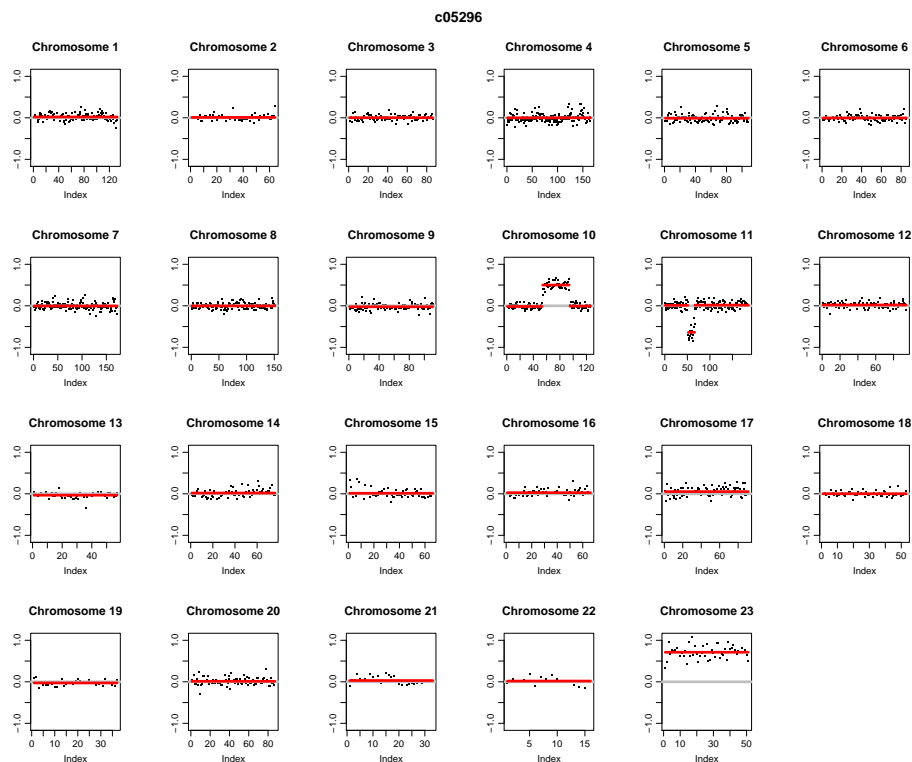 c05296
Chromosome 1 Chromosome 2 Chromosome 3 Chromosome 4 Chromosome 5 Chromosome 6
−1.0 0.0 1.0 −1.0 0.0 1.0 −1.0 0.0 1.0 −1.0 0.0 1.0 −1.0 0.0 1.0 −1.0 0.0 1.0
0 40 80 120 0 20 40 60 0 20 40 60 80 0 50 100 150 0 40 80 0 20 40 60 80
Index Index Index Index Index Index
Chromosome 7 Chromosome 8 Chromosome 9 Chromosome 10 Chromosome 11 Chromosome 12
−1.0 0.0 1.0 −1.0 0.0 1.0 −1.0 0.0 1.0 −1.0 0.0 1.0 −1.0 0.0 1.0 −1.0 0.0 1.0
0 50 100 150 0 50 100 150 0 40 80 0 40 80 120 0 50 100 0 20 60
Index Index Index Index Index Index
Chromosome 13 Chromosome 14 Chromosome 15 Chromosome 16 Chromosome 17 Chromosome 18
−1.0 0.0 1.0 −1.0 0.0 1.0 −1.0 0.0 1.0 −1.0 0.0 1.0 −1.0 0.0 1.0 −1.0 0.0 1.0
0 20 40 0 20 40 60 0 20 40 60 0 20 40 60 0 20 60 0 10 30 50
Index Index Index Index Index Index
Chromosome 19 Chromosome 20 Chromosome 21 Chromosome 22 Chromosome 23
−1.0 0.0 1.0 −1.0 0.0 1.0 −1.0 0.0 1.0 −1.0 0.0 1.0 −1.0 0.0 1.0
0 10 20 30 0 20 40 60 80 0 10 20 30 5 10 15 0 10 30 50
Index Index Index Index Index